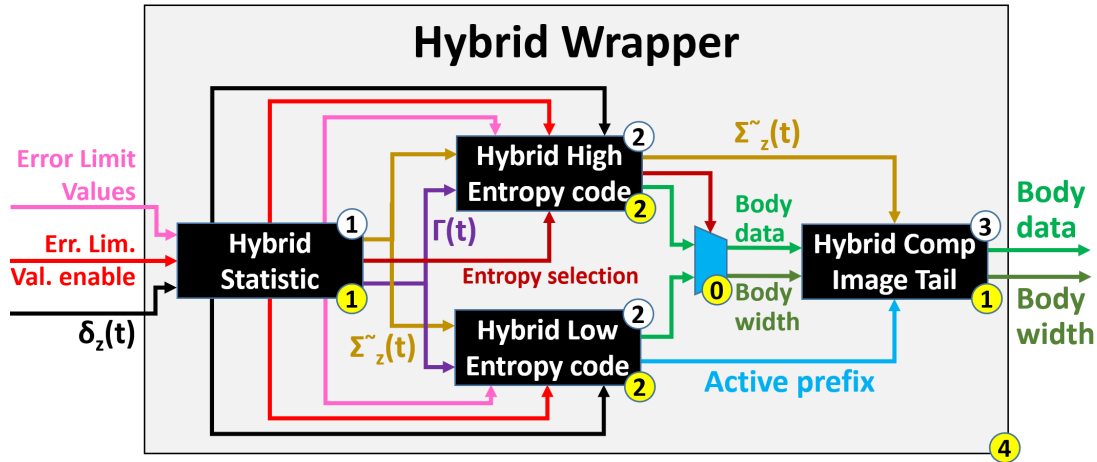 Hybrid Wrapper
Error Limit
Values
Err. Lim.
Val. enable
δz(t)
Hybrid
Statistic
1
1
Hybrid High
Entropy code
2
2
Σ˜z(t)
Γ(t)
Entropy selection
Σ˜z(t)
Hybrid Low
Entropy code
2
2
Body
data
0
Body
width
Active prefix
Hybrid Comp
Image Tail
3
1
Body
data
Body
width
4